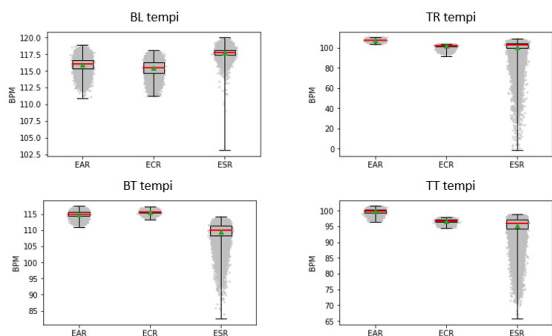 BL tempi
TR tempi
BPM
120.0
117.5
115.0
112.5
110.0
107.5
105.0
102.5
EAR ECR ESR
BPM
100
80
60
40
20
0
EAR ECR ESR
BT tempi
TT tempi
BPM
115
110
105
100
95
90
85
EAR ECR ESR
BPM
100
95
90
85
80
75
70
65
EAR ECR ESR